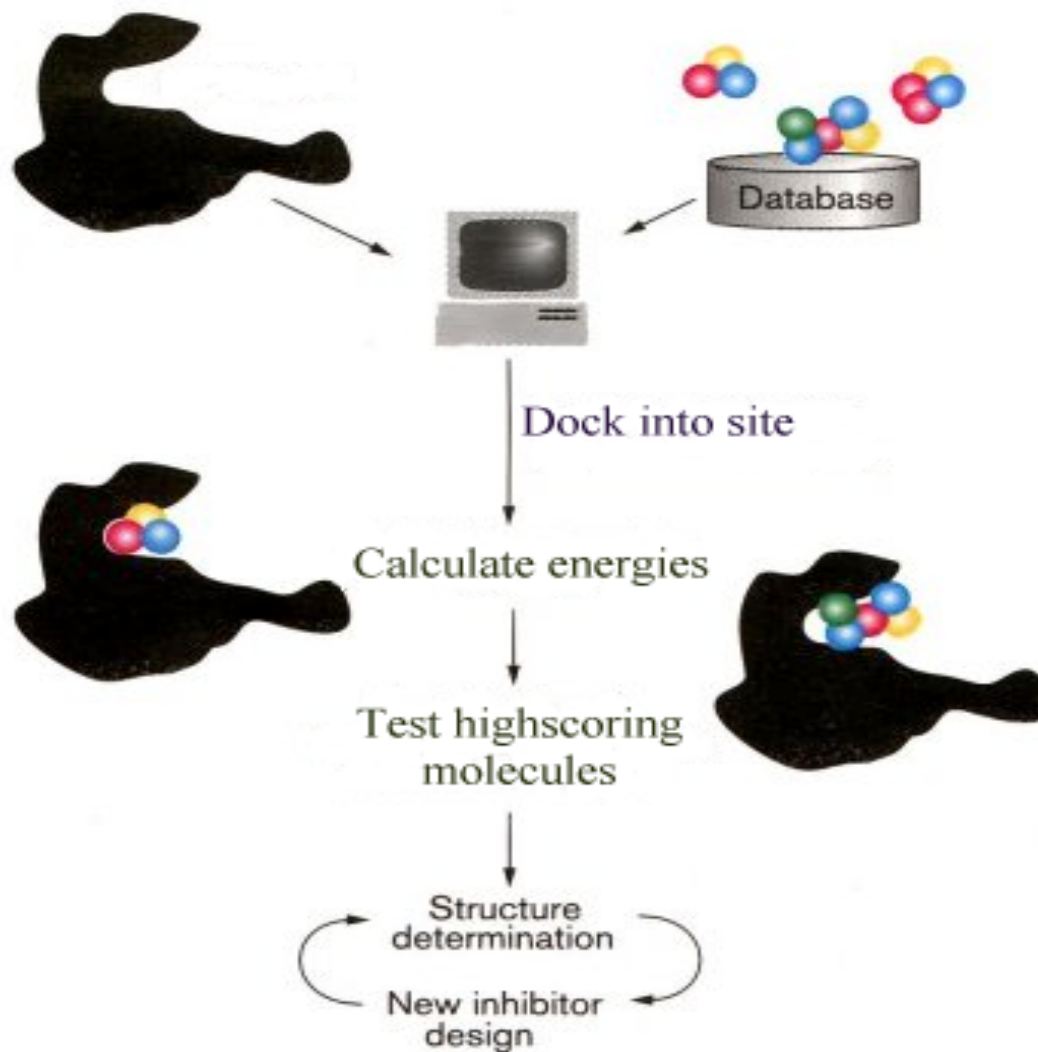 Database
Dock into site
Calculate energies
Test highscoring
molecules
Structure
determination
New inhibitor
design